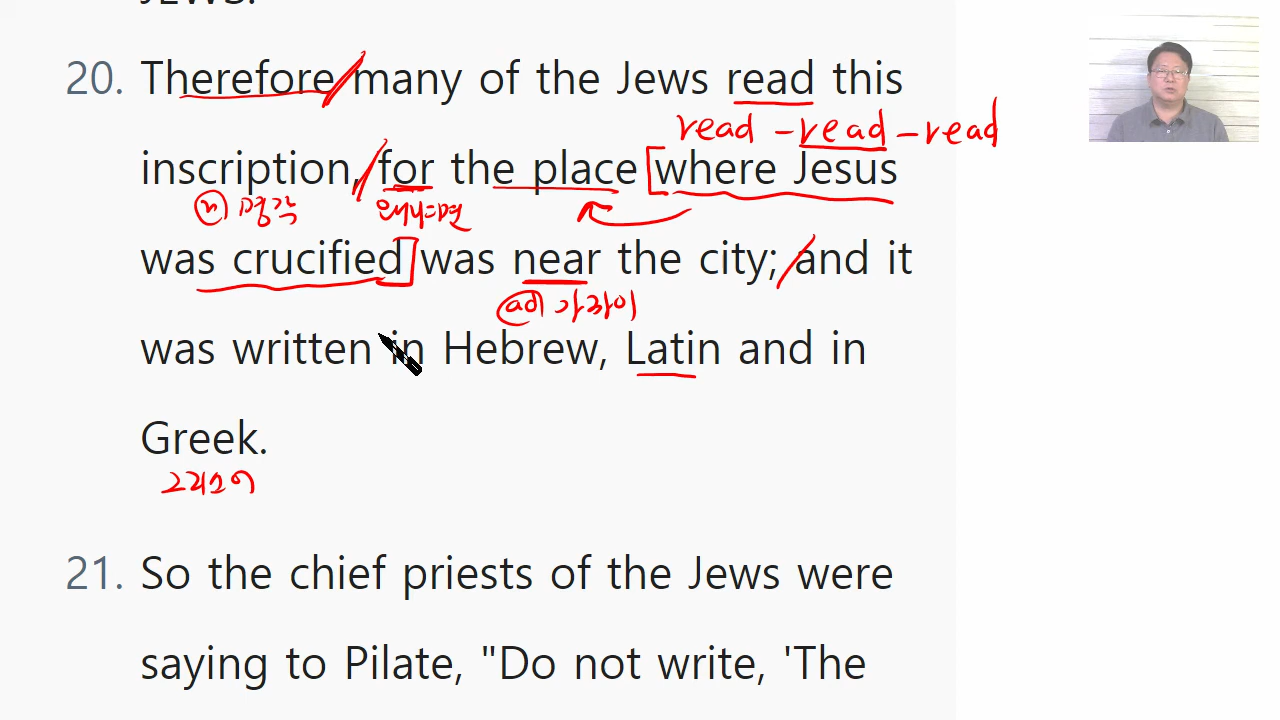 JEWS."
20. Therefore many of the Jews read this
read - read - read
inscription, for the place where Jesus
n 명각 왜냐면
was crucified was near the city; and it
ad 가까이
was written in Hebrew, Latin and in
Greek.
그리스어
21. So the chief priests of the Jews were
saying to Pilate, "Do not write, 'The